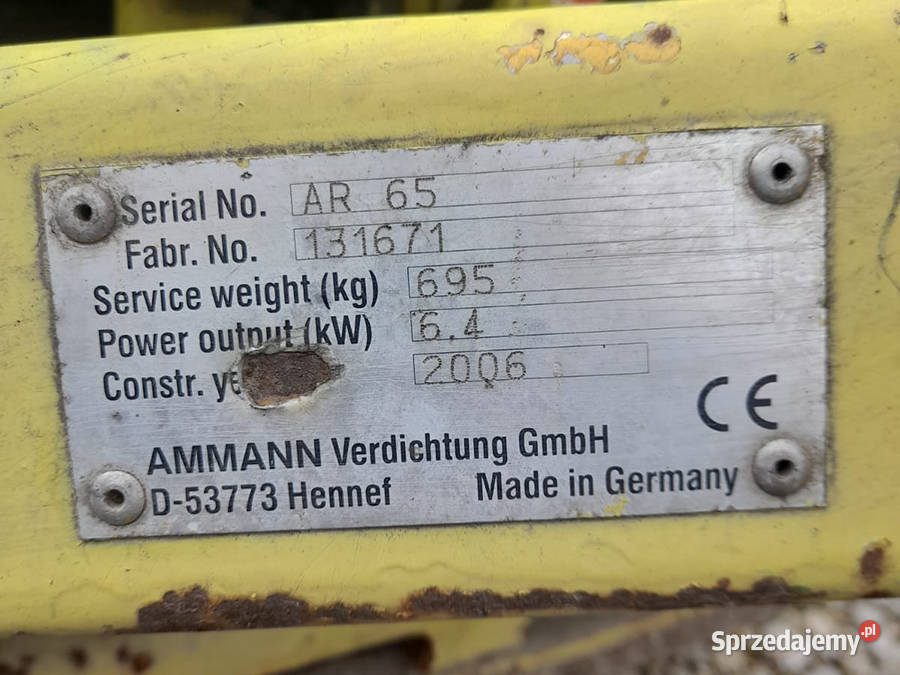 Serial No. AR 65
Fabr. No. 131671
Service weight (kg) 695
Power output (kW) 6.4
Constr. 2006
CE
AMMANN Verdichtung GmbH
D-53773 Hennef Made in Germany
Sprzedajemy.pl